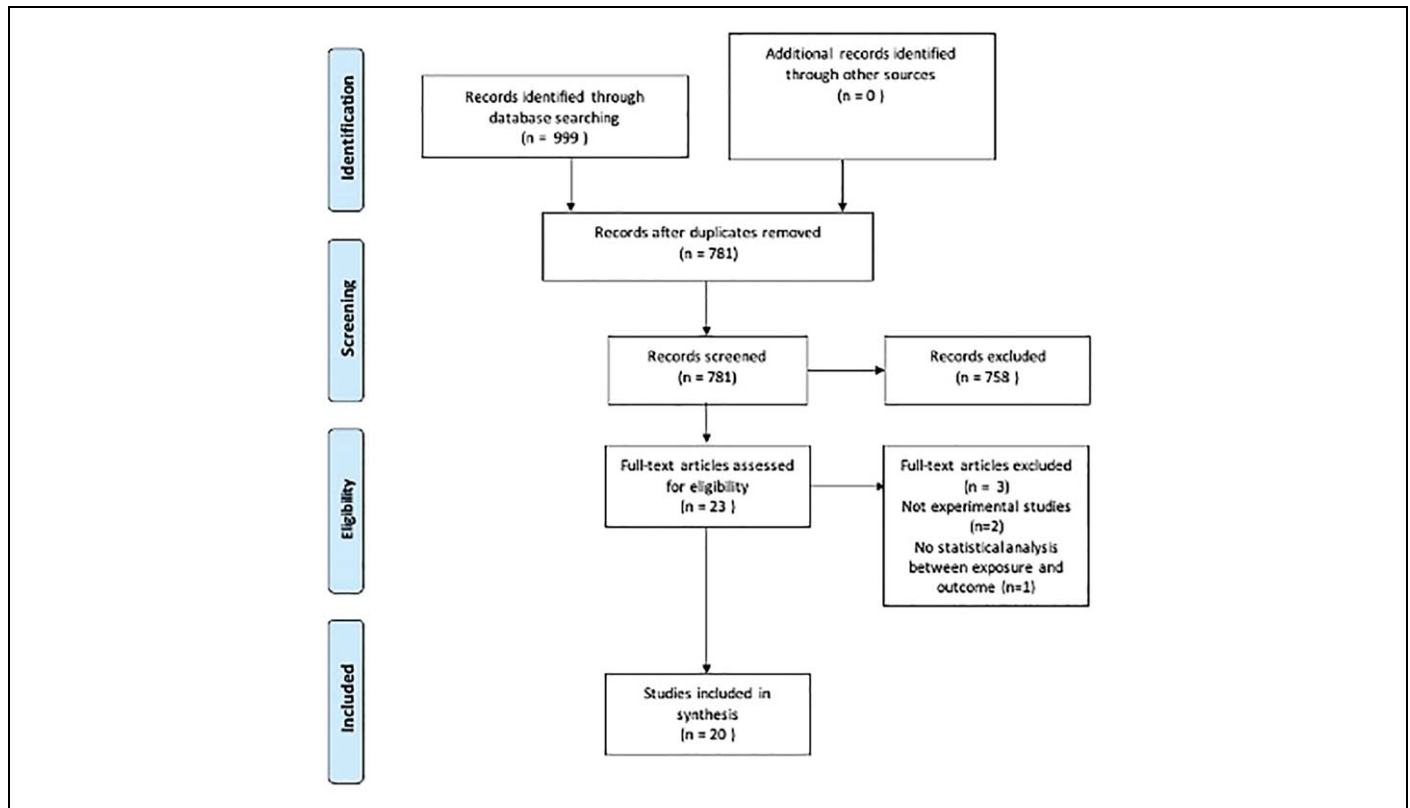 Identification
Records identified through
database searching
(n = 999 )
Additional records identified
through other sources
(n = 0 )
Records after duplicates removed
(n = 781)
Screening
Records screened
(n = 781)
Records excluded
(n = 758 )
Eligibility
Full-text articles assessed
for eligibility
(n = 23 )
Full-text articles excluded
(n = 3)
Not experimental studies
(n=2)
No statistical analysis
between exposure and
outcome (n=1)
Included
Studies included in
synthesis
(n = 20 )